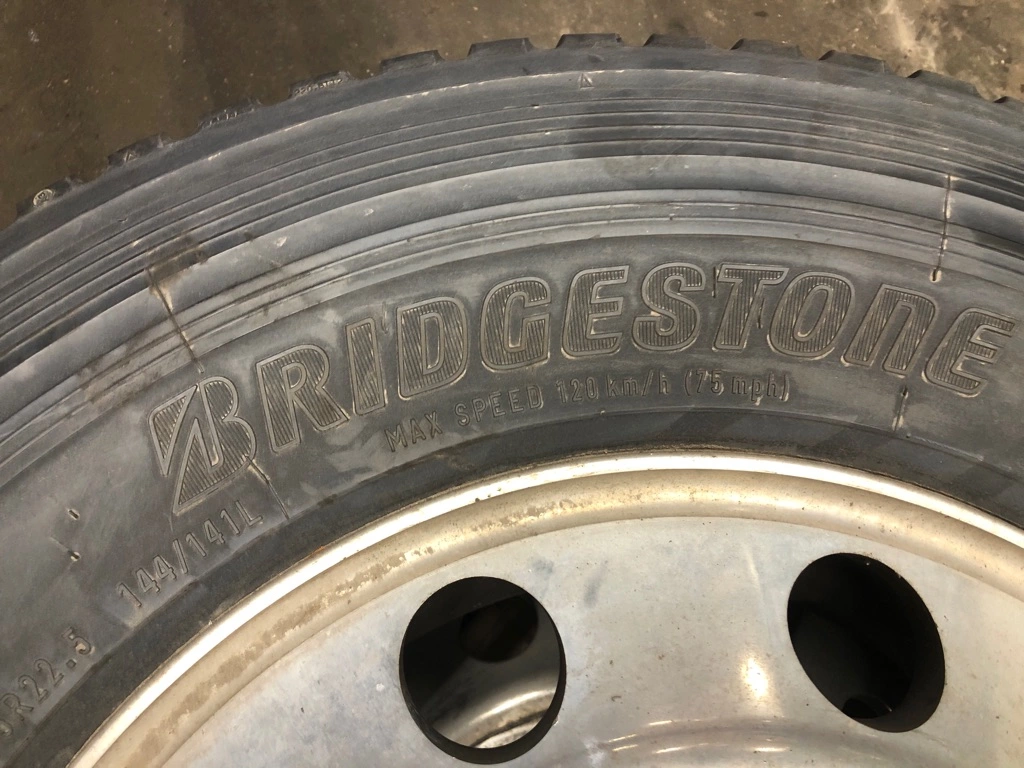 BRIDGESTONE
MAX SPEED 120 km/h (75 mph)
144/141L
R22.5